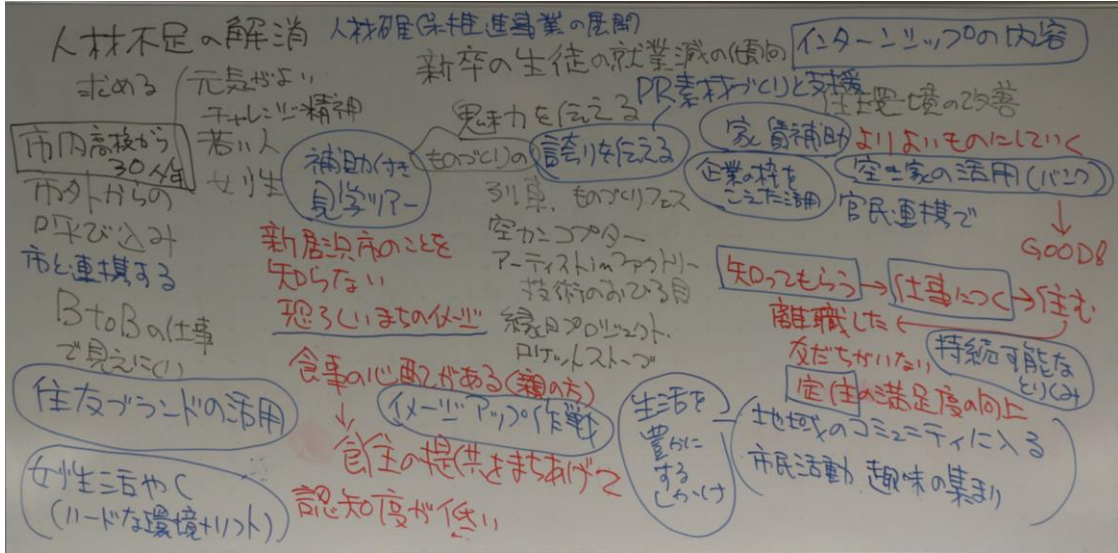 人材不足の解消
人材確保推進事業の展開
新卒の生徒の就業減の傾向
インターンシップの内容
求める
元気がよい
チャレンジ精神
若い人
女性
市内高校から
30人/年
市外からの
呼び込み
市と連携する
BtoBの仕事
で見えにくい
住友ブランドの活用
女性活やく
(ハードな環境+ソフト)
補助付き
見学ツアー
新居浜市のことを
知らない
恐ろしいまちのイメージ
食事の心配がある(親の方)
イメージアップ作戦
食住の提供をまちあげて
認知度が低い
魅力を伝える
ものづくりの
誇りを伝える
PR素材づくりと支援
別集 ものづくりフェス
空カンコプター
アーティストinファクトリー
技術のおひろ目
縁日プロジェクト
ロケットストーブ
住環境の改善
家賃補助
よりよいものにしていく
企業の枠を
こえた活用
空き家の活用(バンク)
官民連携で
GOOD!
知ってもらう→仕事につく→住む
離職した
友だちがいない
持続可能な
とりくみ
定住の満足度の向上
生活を
豊かに
する
しかけ
地域のコミュニティに入る
市民活動 趣味の集まり